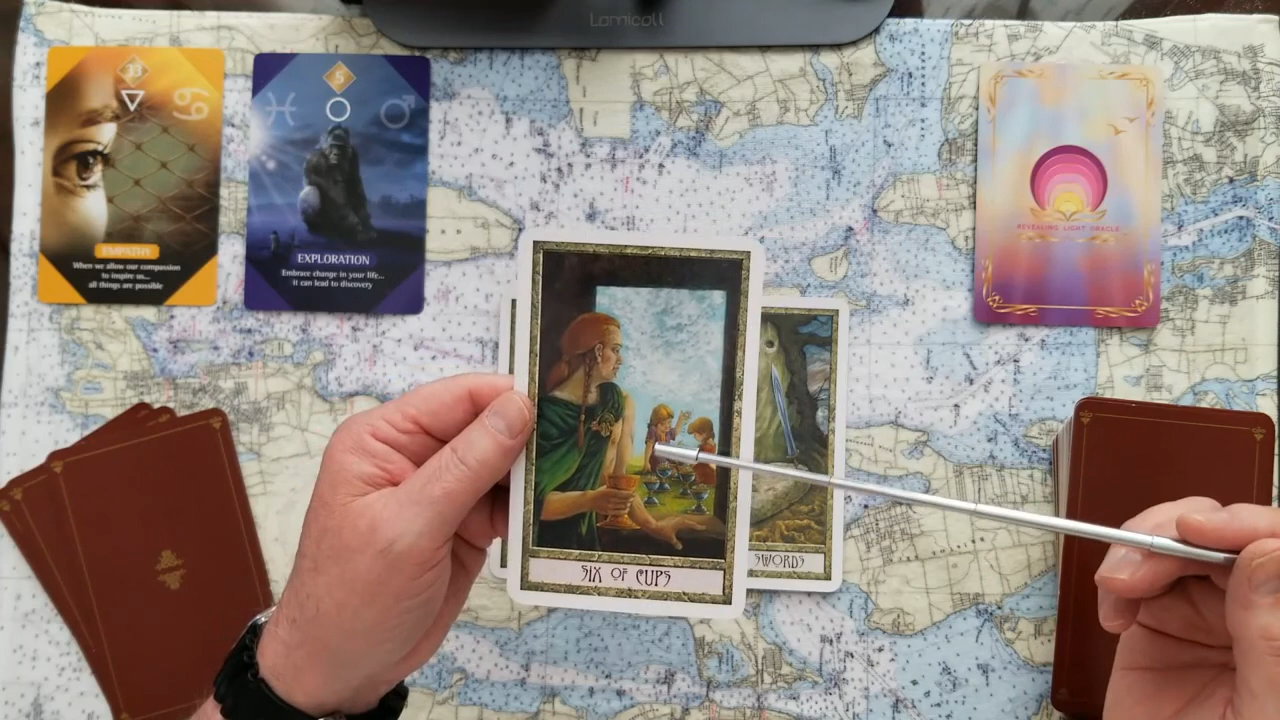 Lamicall
33
EMPATHY
When we allow our compassion
to inspire us...
all things are possible
5
EXPLORATION
Embrace change in your life...
it can lead to discovery
REVEALING LIGHT ORACLE
SIX OF CUPS
SWORDS